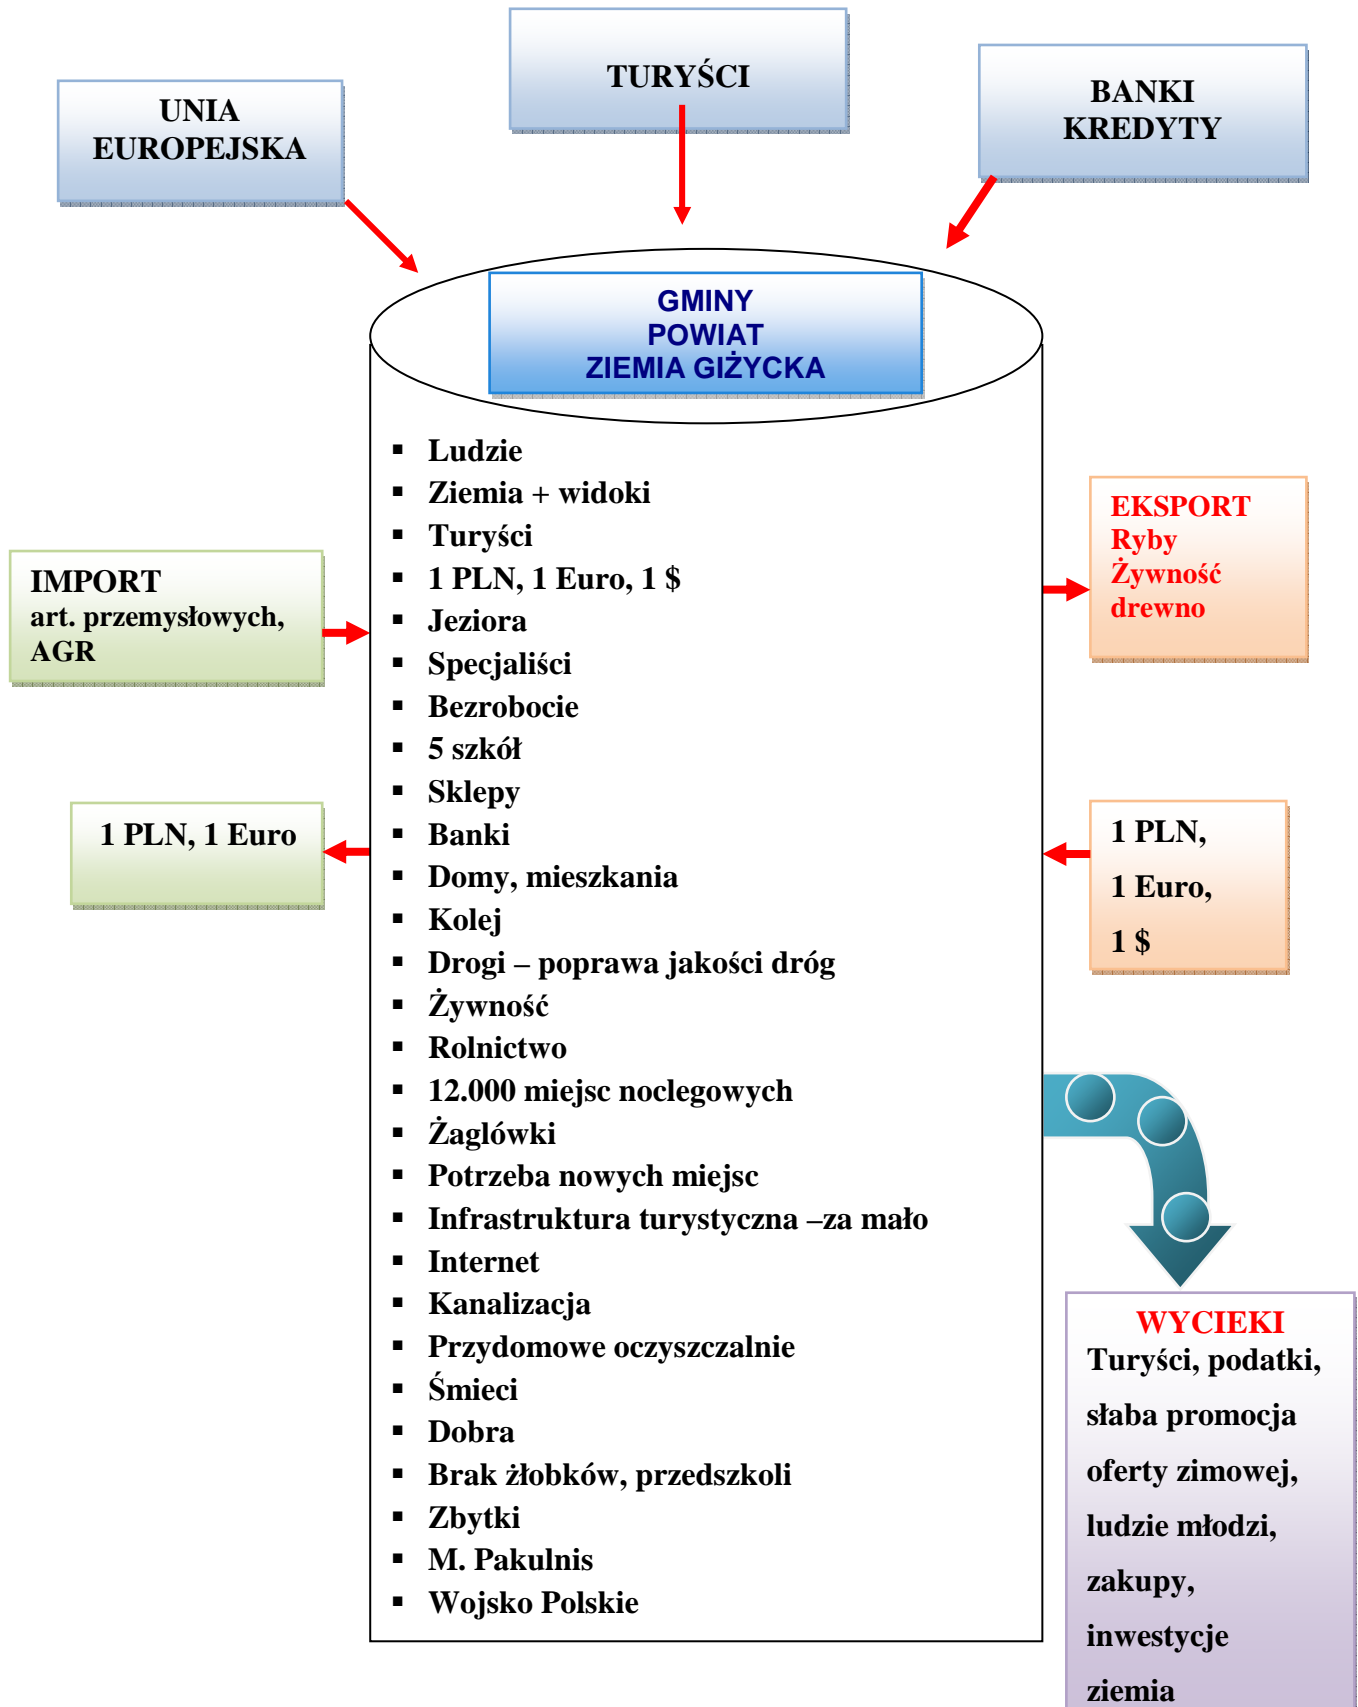 TURYŚCI
UNIA
EUROPEJSKA
BANKI
KREDYTY
GMINY
POWIAT
ZIEMIA GIŻYCKA
▪ Ludzie
▪ Ziemia + widoki
▪ Turyści
▪ 1 PLN, 1 Euro, 1 $
▪ Jeziora
▪ Specjaliści
▪ Bezrobocie
▪ 5 szkół
▪ Sklepy
▪ Banki
▪ Domy, mieszkania
▪ Kolej
▪ Drogi – poprawa jakości dróg
▪ Żywność
▪ Rolnictwo
▪ 12.000 miejsc noclegowych
▪ Żaglówki
▪ Potrzeba nowych miejsc
▪ Infrastruktura turystyczna –za mało
▪ Internet
▪ Kanalizacja
▪ Przydomowe oczyszczalnie
▪ Śmieci
▪ Dobra
▪ Brak żłobków, przedszkoli
▪ Zbytki
▪ M. Pakulnis
▪ Wojsko Polskie
IMPORT
art. przemysłowych,
AGR
1 PLN, 1 Euro
EKSPORT
Ryby
Żywność
drewno
1 PLN,
1 Euro,
1 $
WYCIEKI
Turyści, podatki,
słaba promocja
oferty zimowej,
ludzie młodzi,
zakupy,
inwestycje
ziemia